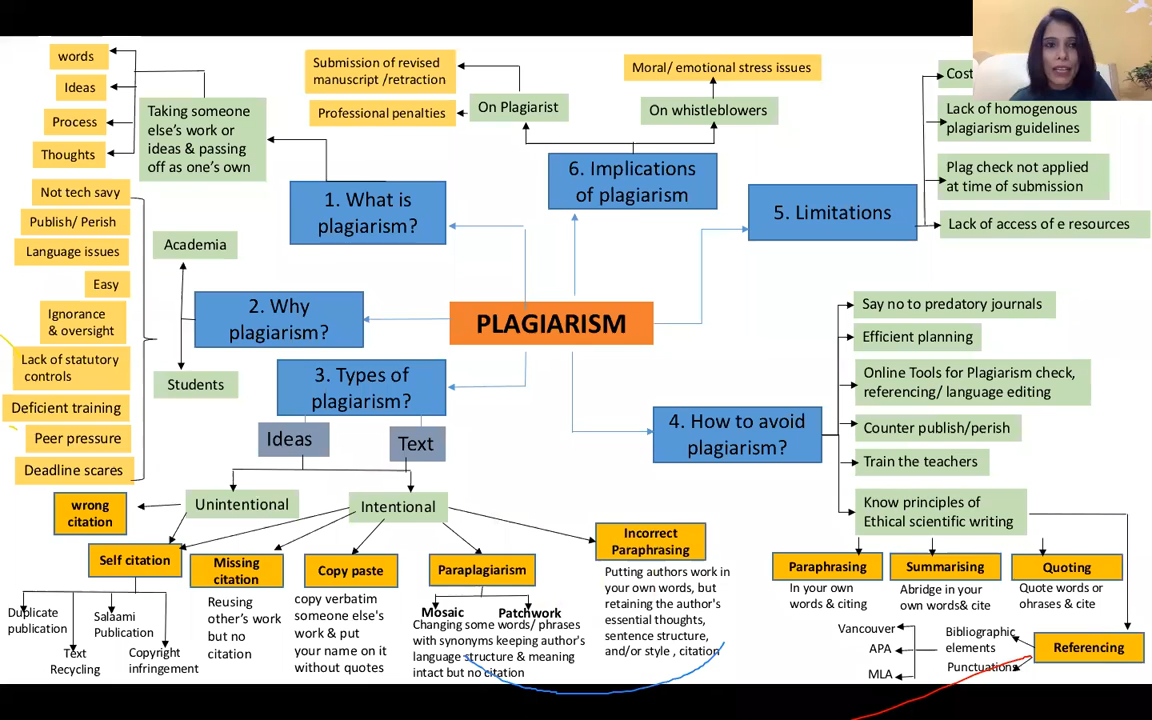 words
Ideas
Process
Thoughts
Taking someone
else's work or
ideas & passing
off as one's own
1. What is
plagiarism?
Submission of revised
manuscript /retraction
Professional penalties
On Plagiarist
Moral/ emotional stress issues
On whistleblowers
6. Implications
of plagiarism
5. Limitations
Cost
Lack of homogenous
plagiarism guidelines
Plag check not applied
at time of submission
Lack of access of e resources
Not tech savy
Publish/ Perish
Language issues
Easy
Ignorance
& oversight
Lack of statutory
controls
Deficient training
Peer pressure
Deadline scares
Academia
Students
2. Why
plagiarism?
PLAGIARISM
3. Types of
plagiarism?
Ideas
Text
Unintentional
Intentional
wrong
citation
Self citation
Duplicate
publication
Text
Recycling
Salaami
Publication
Copyright
infringement
Missing
citation
Reusing
other's work
but no
citation
Copy paste
copy verbatim
someone else's
work & put
your name on it
without quotes
Paraplagiarism
Mosaic
Patchwork
Changing some words/ phrases
with synonyms keeping author's
language structure & meaning
intact but no citation
Incorrect
Paraphrasing
Putting authors work in
your own words, but
retaining the author's
essential thoughts,
sentence structure,
and/or style , citation
4. How to avoid
plagiarism?
Say no to predatory journals
Efficient planning
Online Tools for Plagiarism check,
referencing/ language editing
Counter publish/perish
Train the teachers
Know principles of
Ethical scientific writing
Paraphrasing
In your own
words & citing
Summarising
Abridge in your
own words& cite
Quoting
Quote words or
phrases & cite
Referencing
Bibliographic
elements
Punctuations
Vancouver
APA
MLA